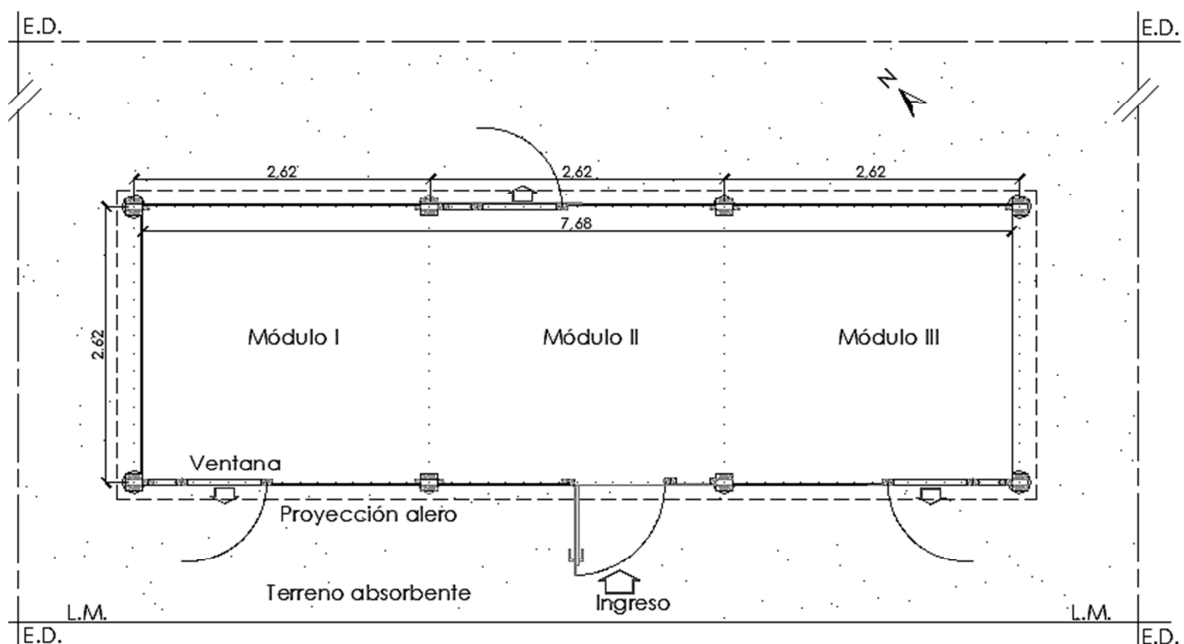 E.D.
E.D.
N
2,62
2,62
2,62
7,68
2,62
Módulo I
Módulo II
Módulo III
Ventana
Proyección alero
Terreno absorbente
Ingreso
L.M.
L.M.
E.D.
E.D.